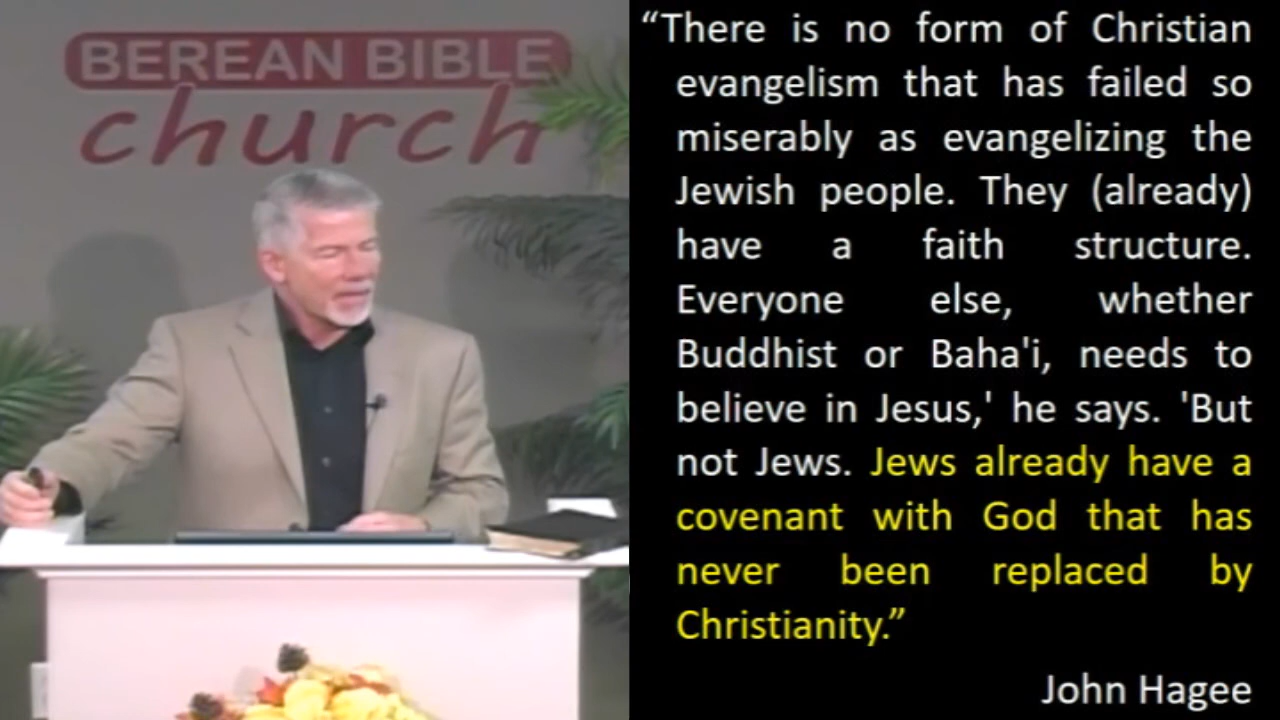 BEREAN BIBLE
church
“There is no form of Christian
evangelism that has failed so
miserably as evangelizing the
Jewish people. They (already)
have a faith structure.
Everyone else, whether
Buddhist or Baha'i, needs to
believe in Jesus,' he says. 'But
not Jews. Jews already have a
covenant with God that has
never been replaced by
Christianity.”
John Hagee